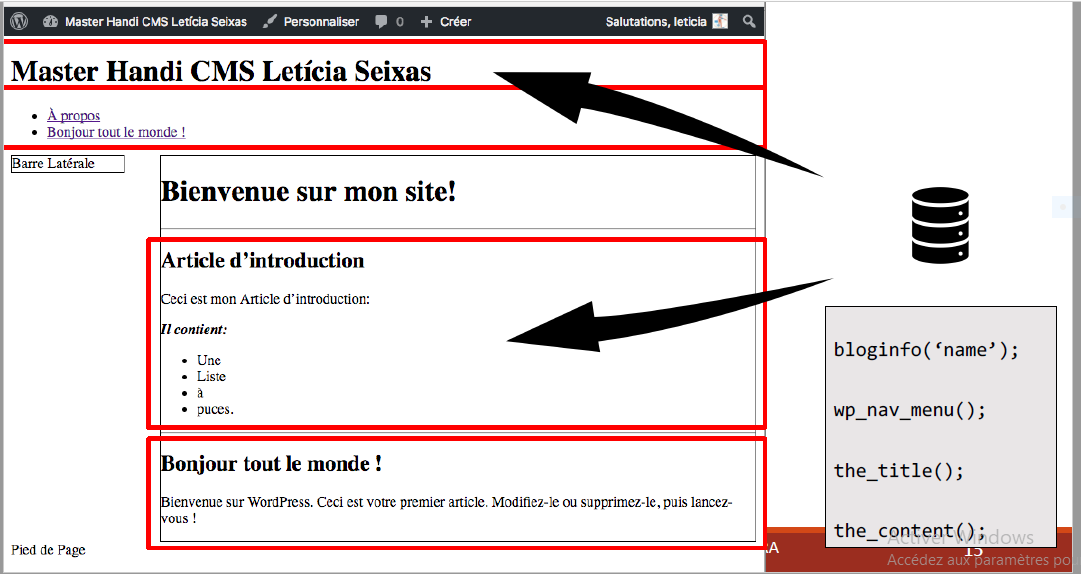 Master Handi CMS Letícia Seixas Personnaliser 0 Créer Salutations, leticia
Master Handi CMS Letícia Seixas
À propos
Bonjour tout le monde !
Barre Latérale
Bienvenue sur mon site!
Article d’introduction
Ceci est mon Article d’introduction:
Il contient:
Une
Liste
à
puces.
Bonjour tout le monde !
Bienvenue sur WordPress. Ceci est votre premier article. Modifiez-le ou supprimez-le, puis lancez-
vous !
Pied de Page
bloginfo(‘name’);
wp_nav_menu();
the_title();
the_content();
Activer Windows
15
Accédez aux paramètres po